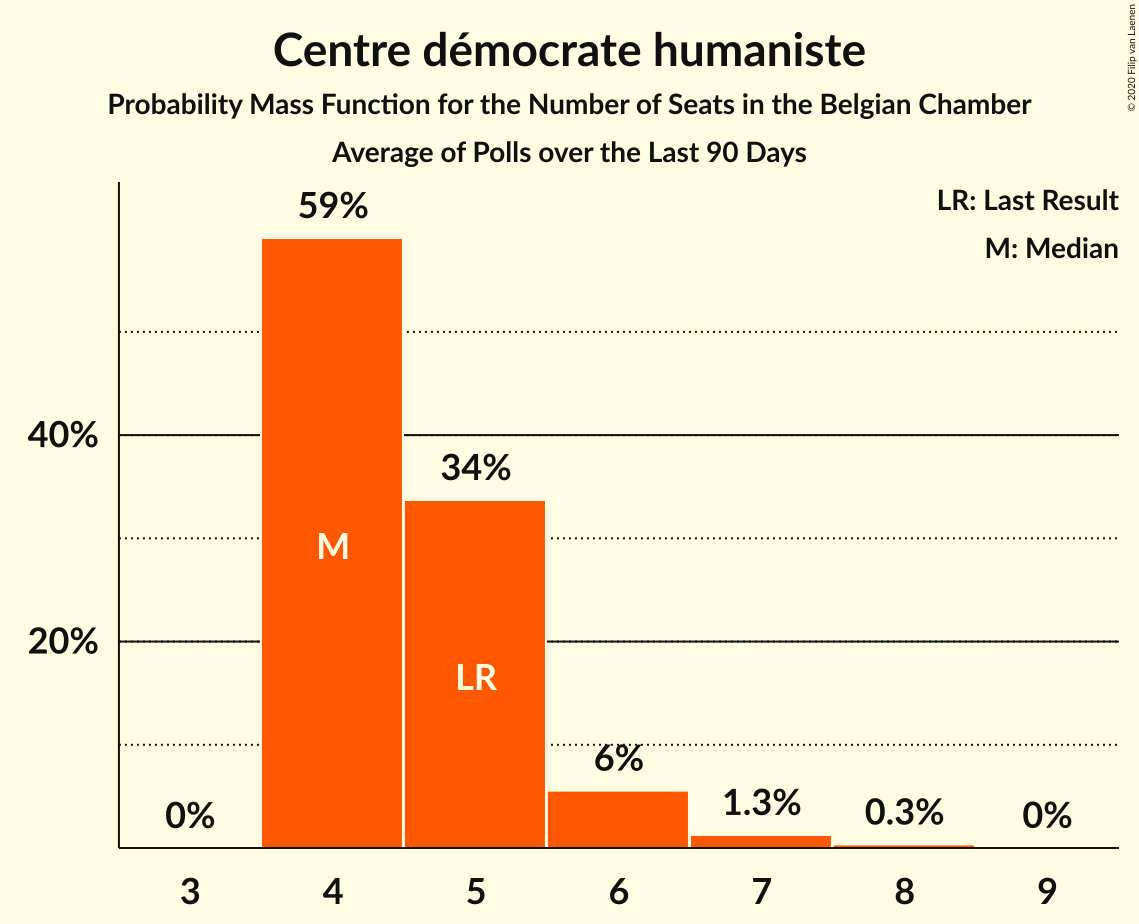 Centre démocrate humaniste
Probability Mass Function for the Number of Seats in the Belgian Chamber
Average of Polls over the Last 90 Days
© 2020 Filip van Laenen
LR: Last Result
M: Median
59%
40%
34%
M
20%
LR
6%
0%
1.3%
0.3%
0%
3 4 5 6 7 8 9